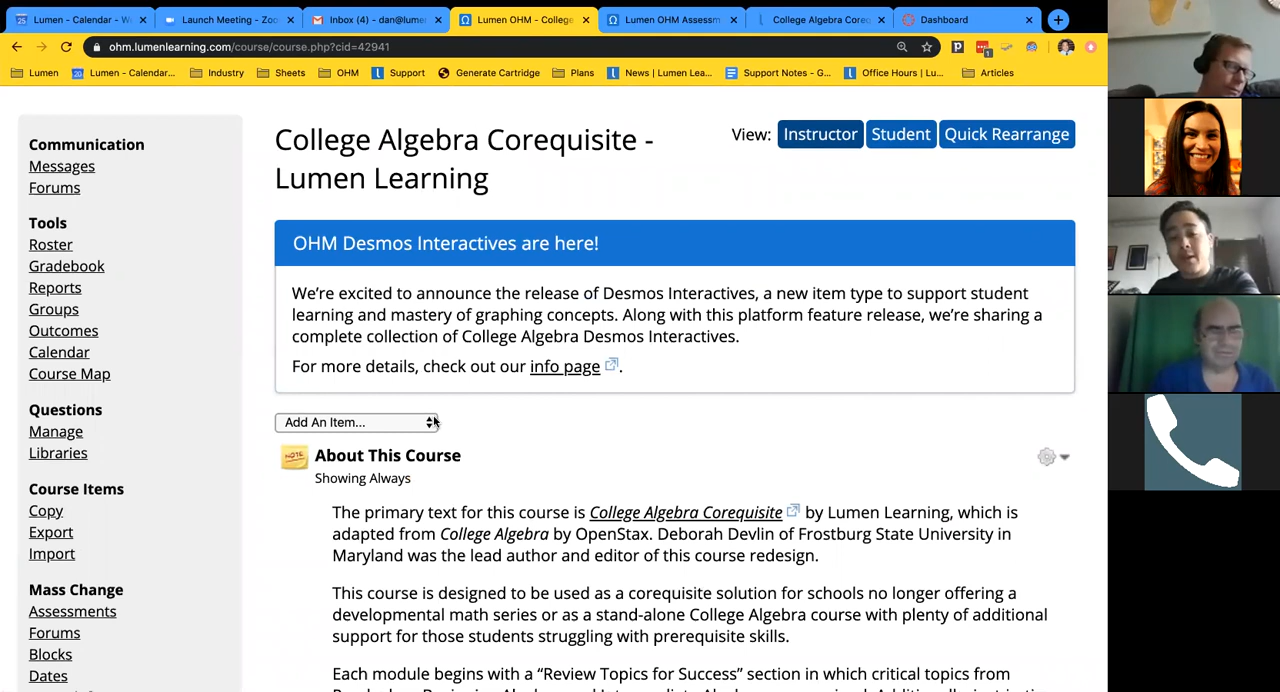 Lumen - Calendar - W
Launch Meeting - Zoo
Inbox (4) - dan@lume
Lumen OHM - College
Lumen OHM Assessm
College Algebra Coreq
Dashboard
ohm.lumenlearning.com/course/course.php?cid=42941
Lumen
Lumen - Calendar...
Industry
Sheets
OHM
Support
Generate Cartridge
Plans
News | Lumen Lea...
Support Notes - G...
Office Hours | Lu...
Articles
Communication
Messages
Forums
Tools
Roster
Gradebook
Reports
Groups
Outcomes
Calendar
Course Map
Questions
Manage
Libraries
Course Items
Copy
Export
Import
Mass Change
Assessments
Forums
Blocks
Dates
College Algebra Corequisite -
Lumen Learning
View: Instructor Student Quick Rearrange
OHM Desmos Interactives are here!
We're excited to announce the release of Desmos Interactives, a new item type to support student
learning and mastery of graphing concepts. Along with this platform feature release, we're sharing a
complete collection of College Algebra Desmos Interactives.
For more details, check out our info page.
Add An Item...
NOTE
About This Course
Showing Always
The primary text for this course is College Algebra Corequisite by Lumen Learning, which is
adapted from College Algebra by OpenStax. Deborah Devlin of Frostburg State University in
Maryland was the lead author and editor of this course redesign.
This course is designed to be used as a corequisite solution for schools no longer offering a
developmental math series or as a stand-alone College Algebra course with plenty of additional
support for those students struggling with prerequisite skills.
Each module begins with a "Review Topics for Success" section in which critical topics from